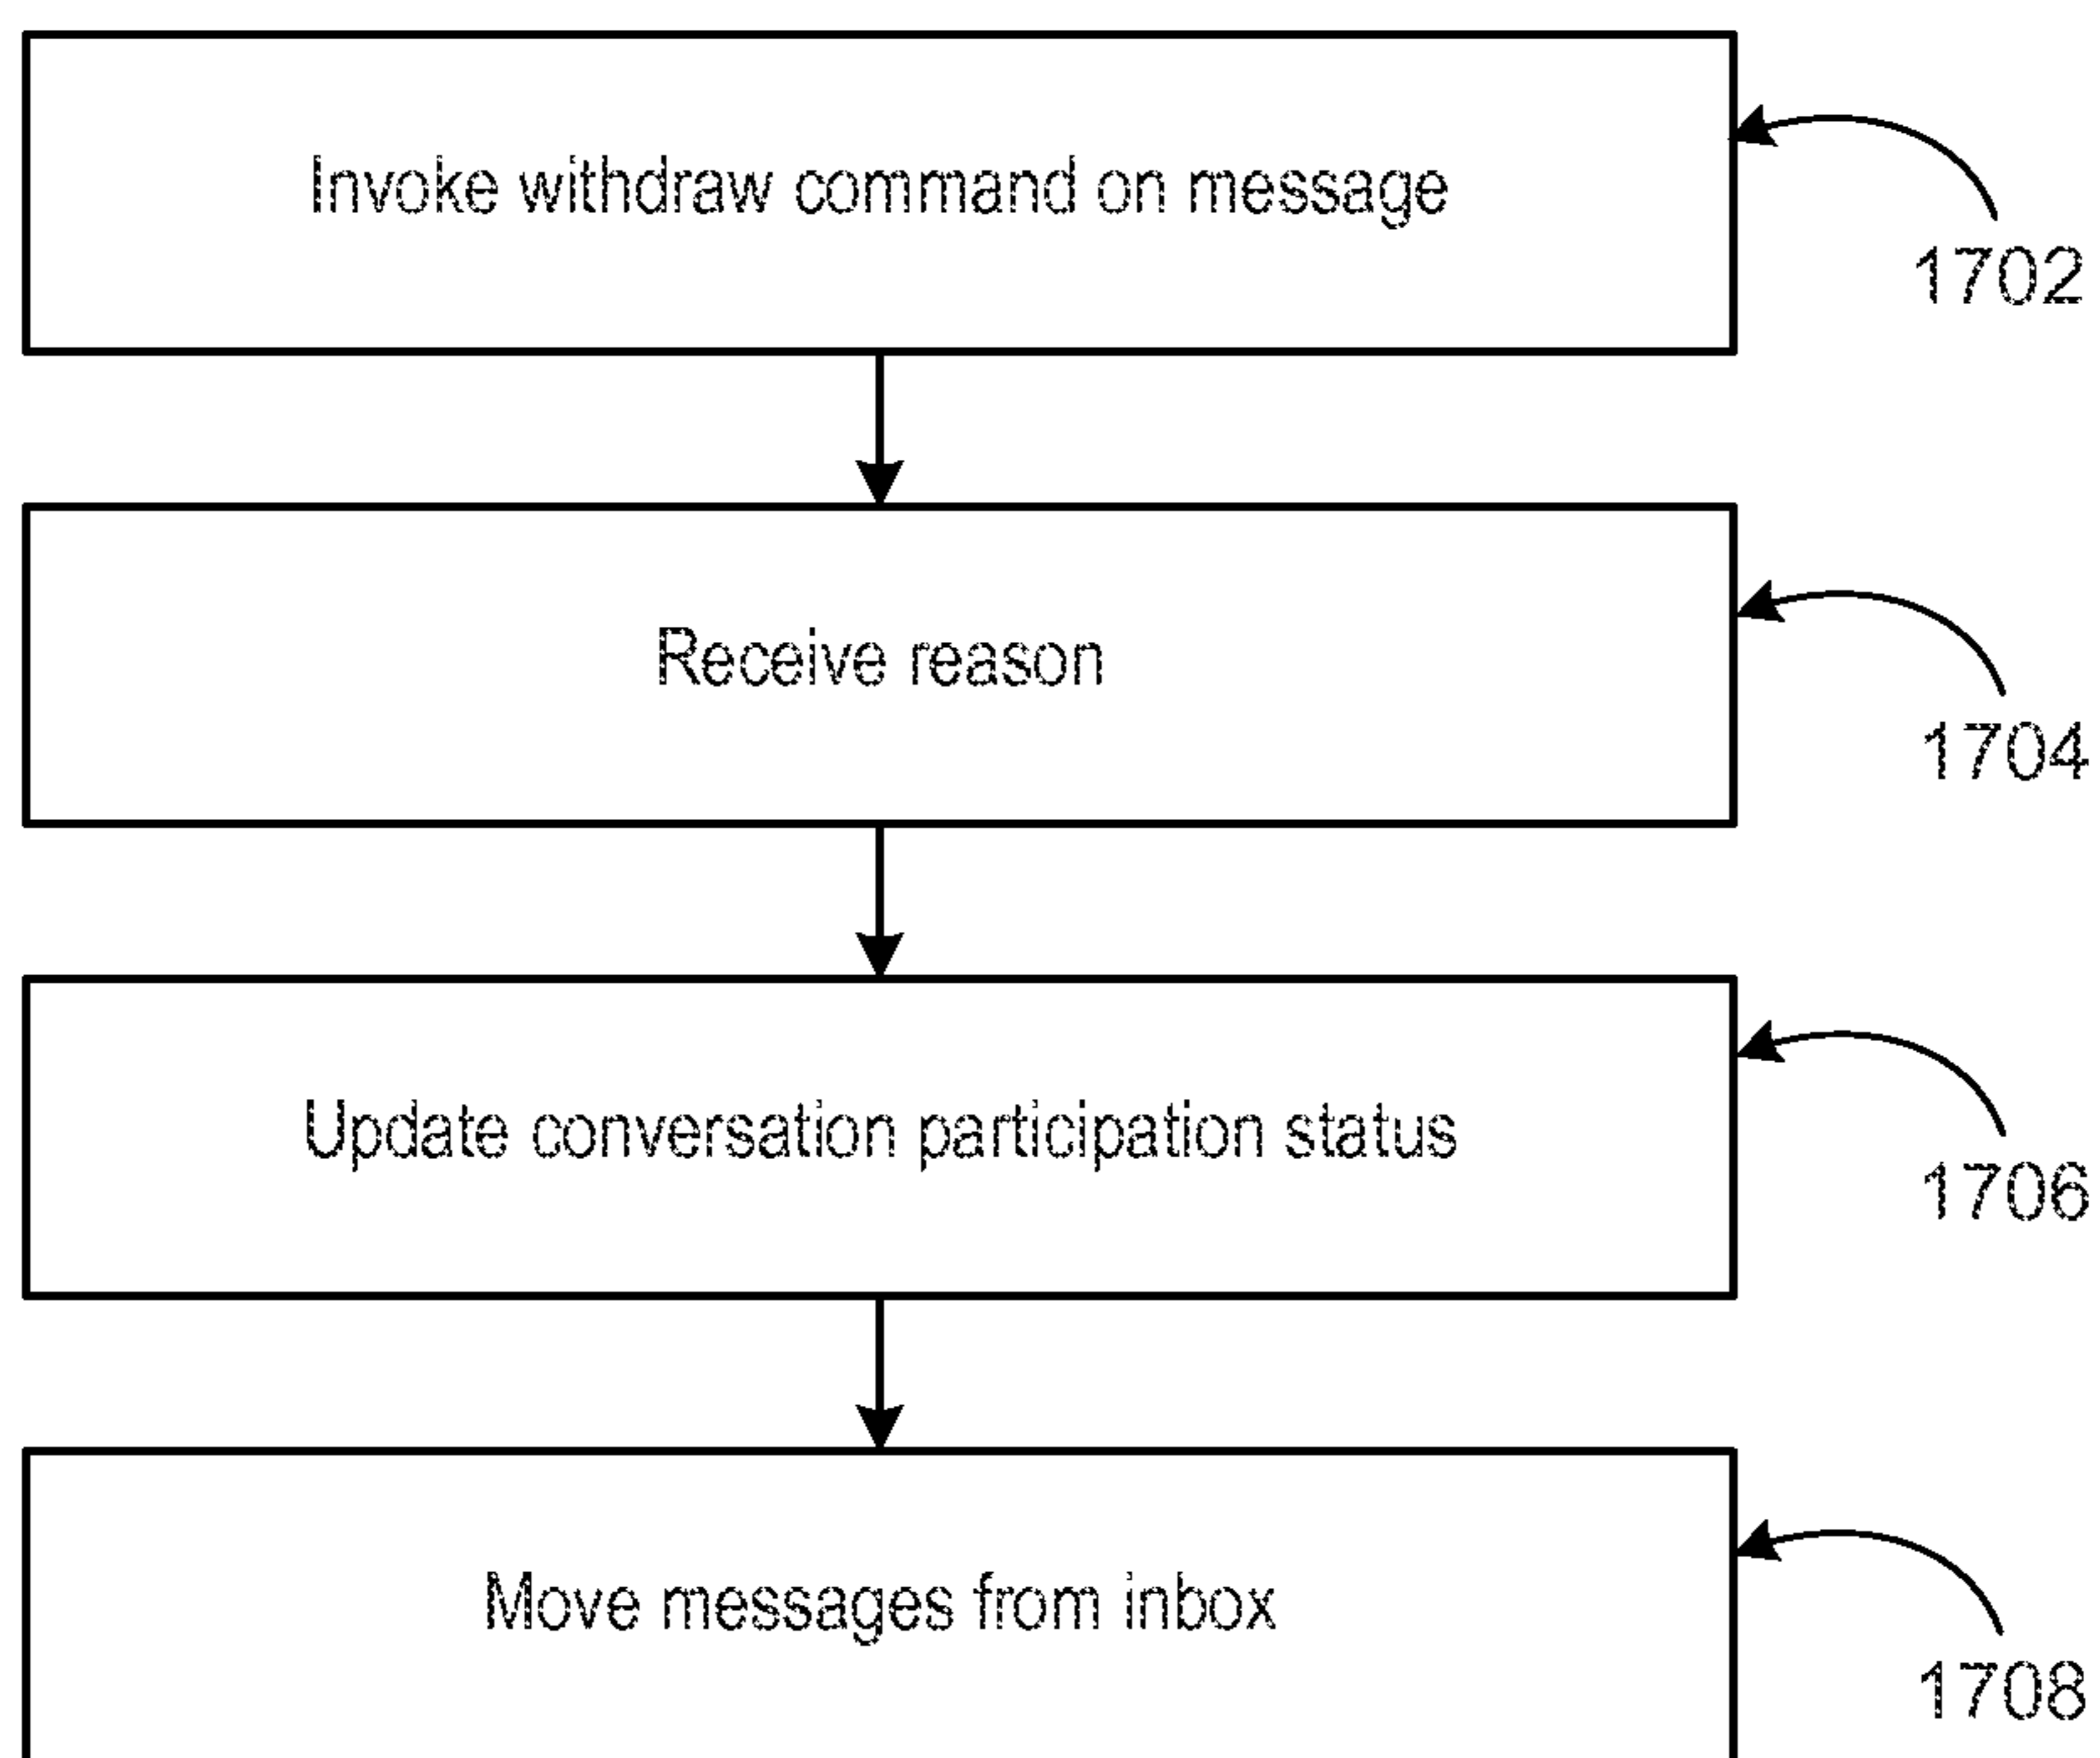 Invoke withdraw command on message
1702
Receive reason
1704
Update conversation participation status
1706
Move messages from inbox
1708